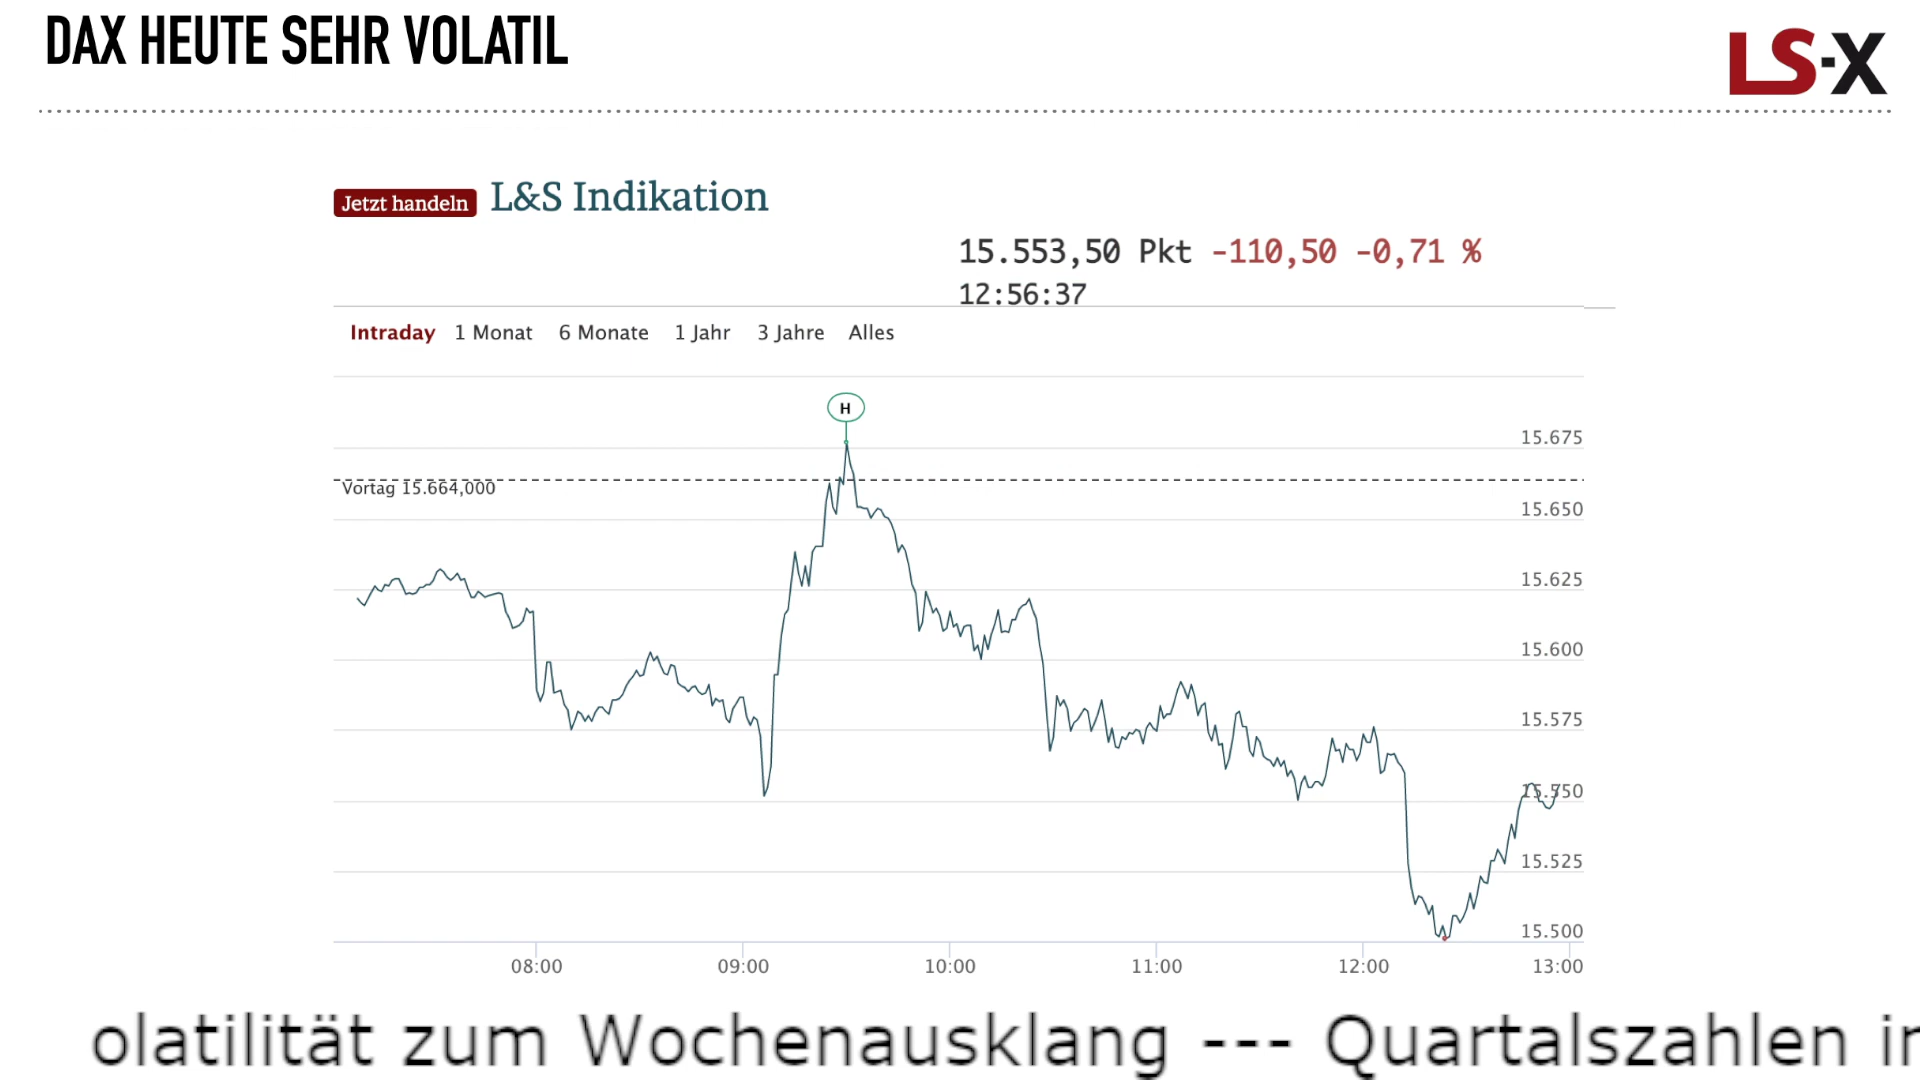 DAX HEUTE SEHR VOLATIL
LS-X
Jetzt handeln L&S Indikation
15.553,50 Pkt -110,50 -0,71 %
12:56:37
Intraday 1 Monat 6 Monate 1 Jahr 3 Jahre Alles
H
15.675
Vortag 15.664,000
15.650
15.625
15.600
15.575
15.550
15.525
15.500
08:00 09:00 10:00 11:00 12:00 13:00
olatilität zum Wochenausklang --- Quartalszahlen in